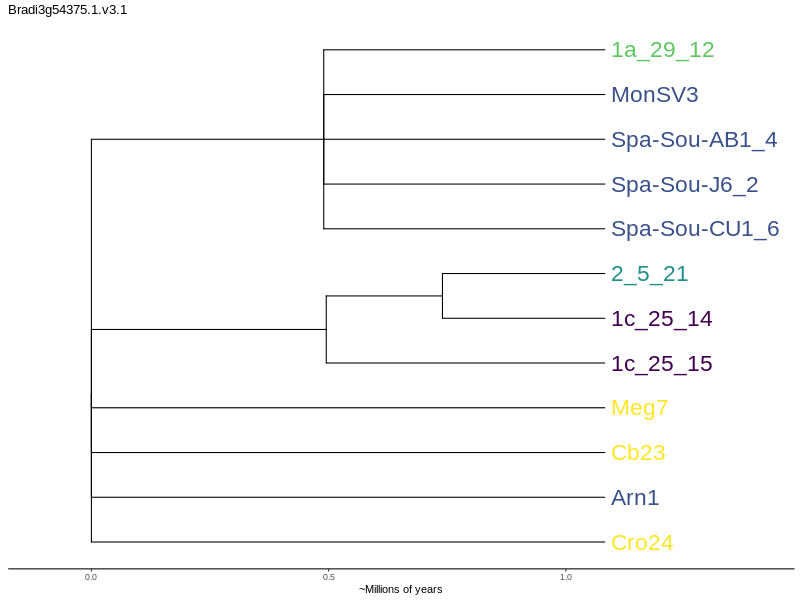 Bradi3g54375.1.v3.1
1a_29_12
MonSV3
Spa-Sou-AB1_4
Spa-Sou-J6_2
Spa-Sou-CU1_6
2_5_21
1c_25_14
1c_25_15
Meg7
Cb23
Arn1
Cro24
0.0 0.5 1.0
~Millions of years